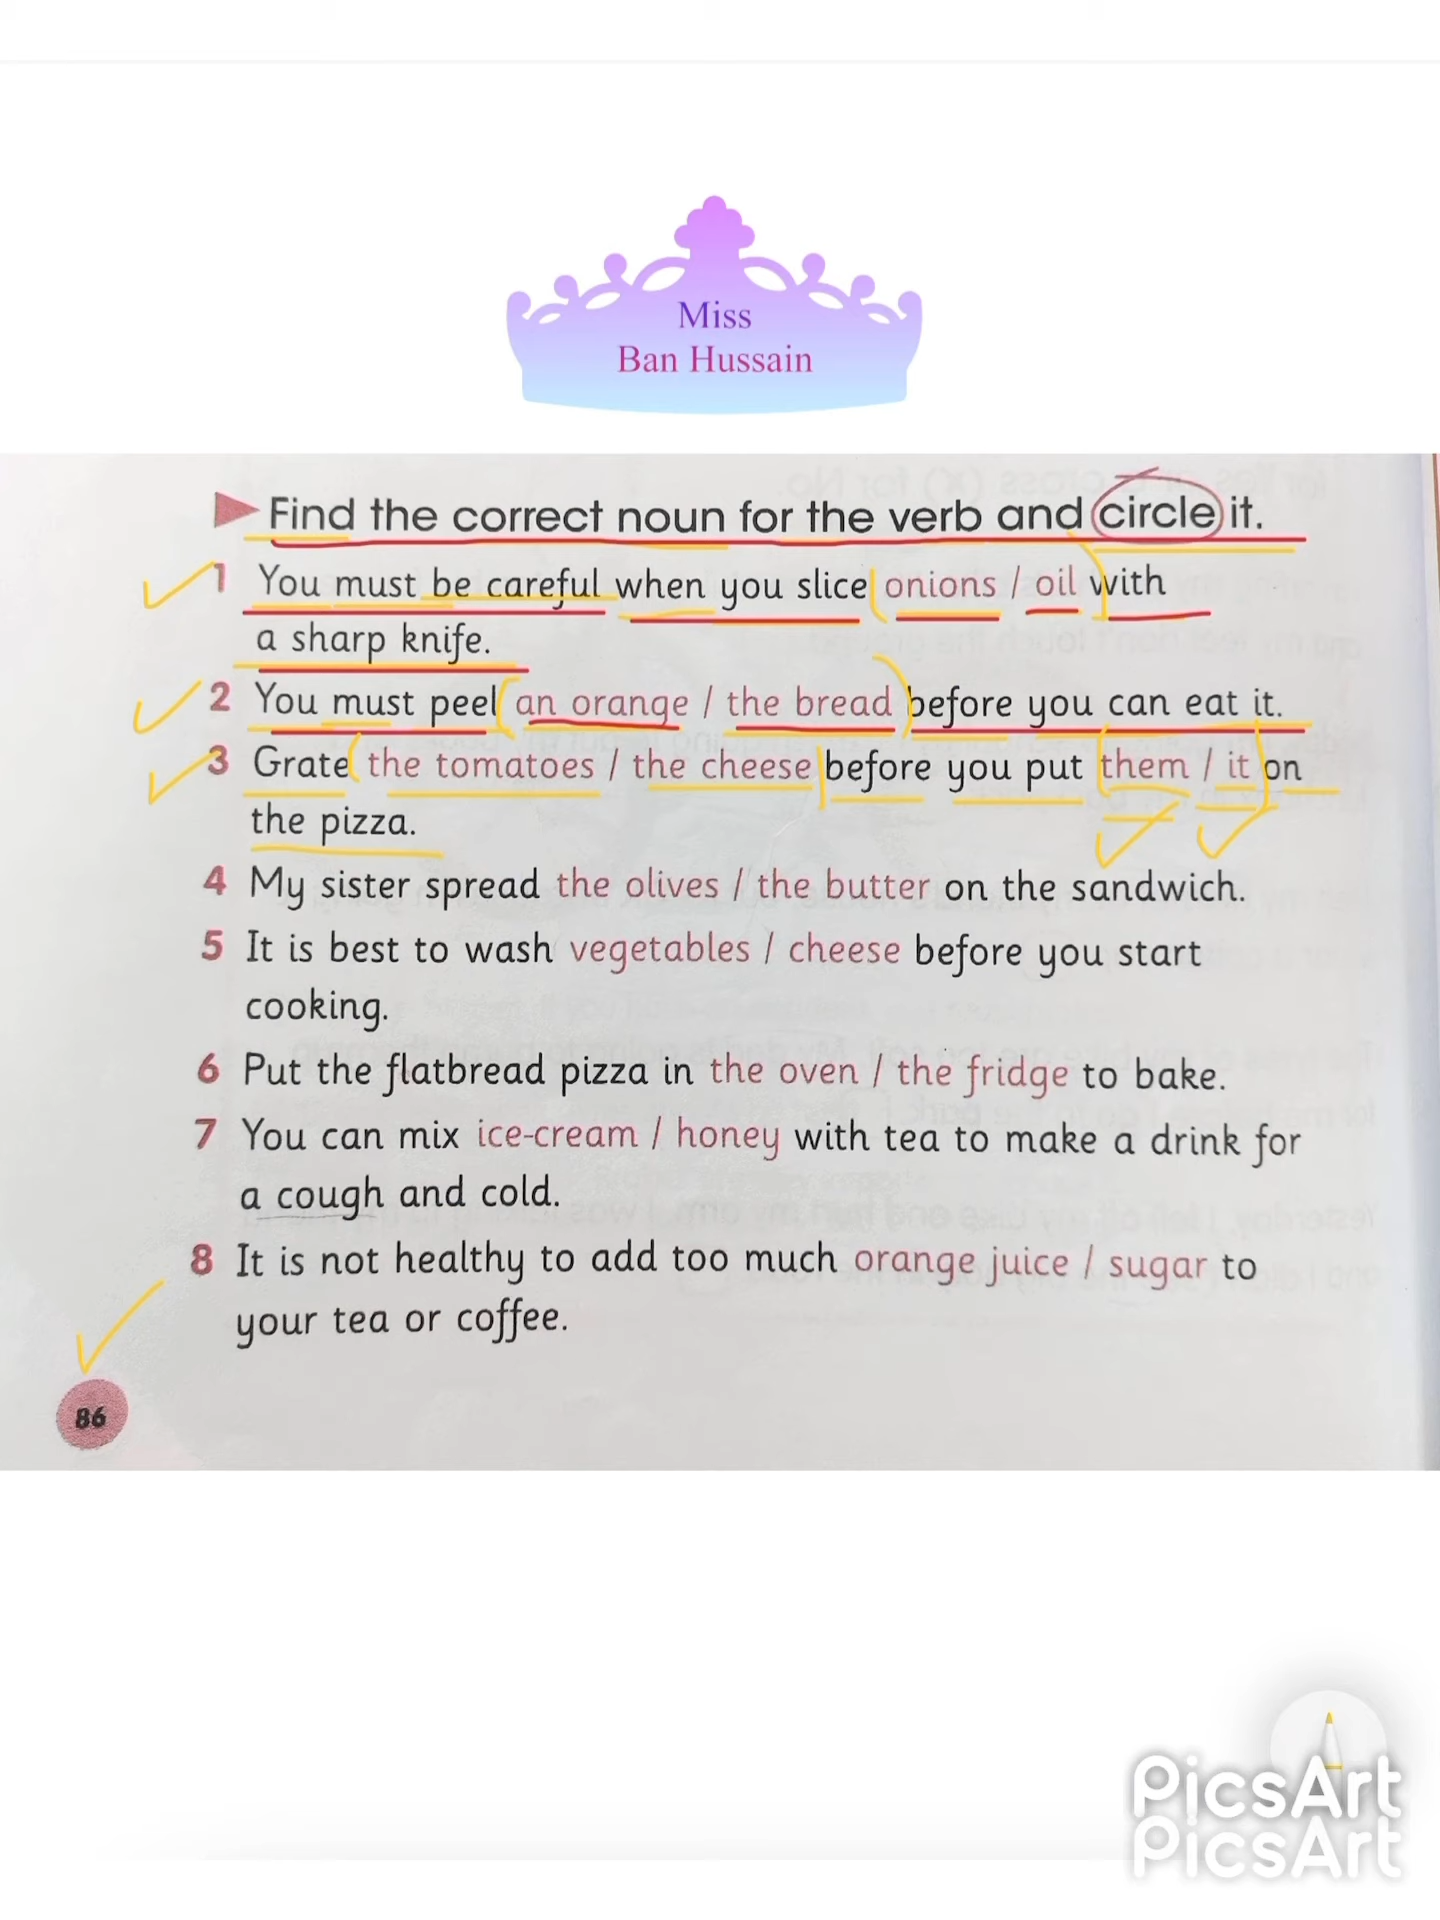 Miss
Ban Hussain
Find the correct noun for the verb and circle it.
1 You must be careful when you slice onions / oil with
a sharp knife.
2 You must peel an orange / the bread before you can eat it.
3 Grate the tomatoes / the cheese before you put them / it on
the pizza.
4 My sister spread the olives / the butter on the sandwich.
5 It is best to wash vegetables / cheese before you start
cooking.
6 Put the flatbread pizza in the oven / the fridge to bake.
7 You can mix ice-cream / honey with tea to make a drink for
a cough and cold.
8 It is not healthy to add too much orange juice / sugar to
your tea or coffee.
86
PicsArt
PicsArt